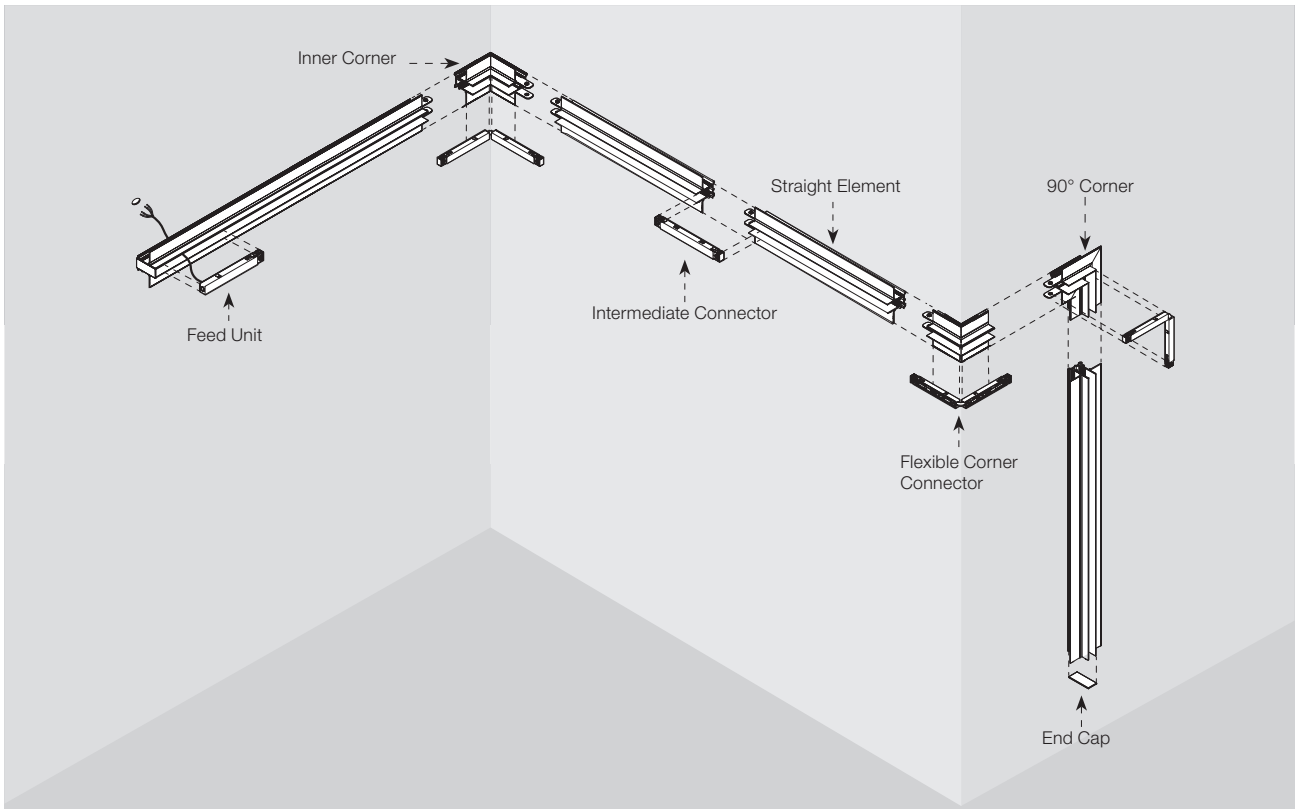 Inner Corner
Straight Element
90° Corner
Intermediate Connector
Feed Unit
Flexible Corner
Connector
End Cap